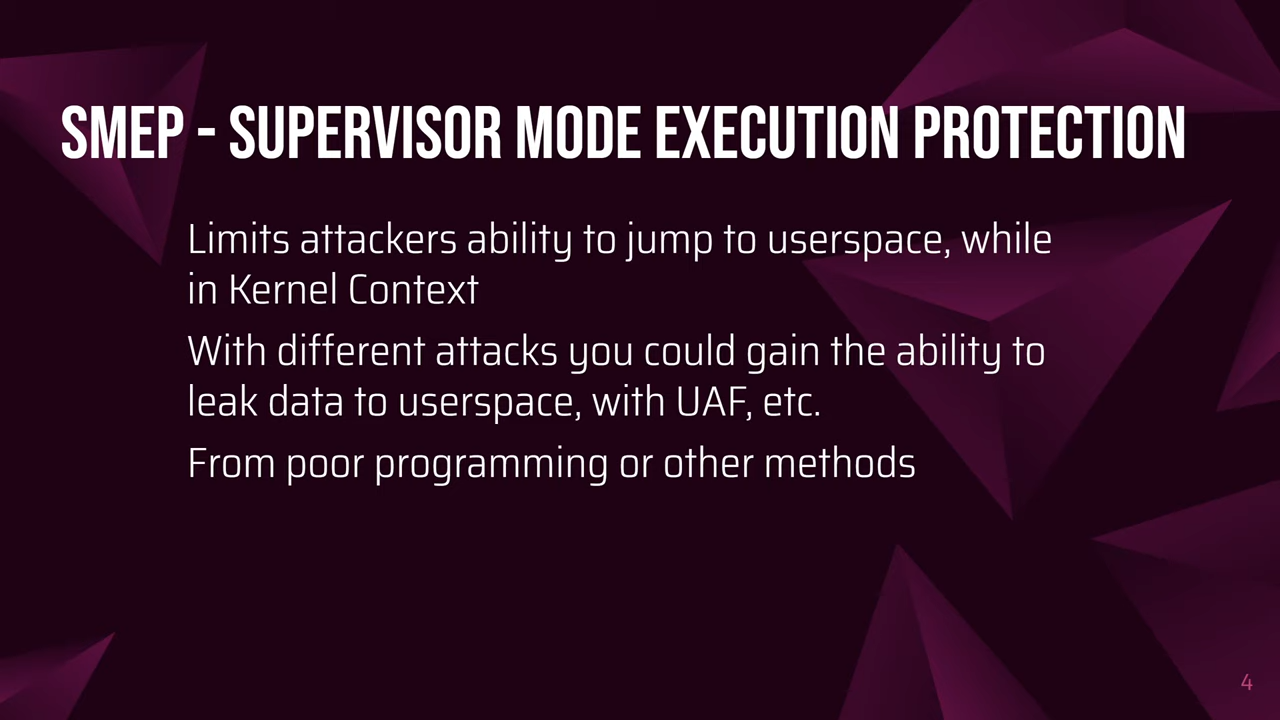 SMEP - SUPERVISOR MODE EXECUTION PROTECTION
Limits attackers ability to jump to userspace, while
in Kernel Context
With different attacks you could gain the ability to
leak data to userspace, with UAF, etc.
From poor programming or other methods
4